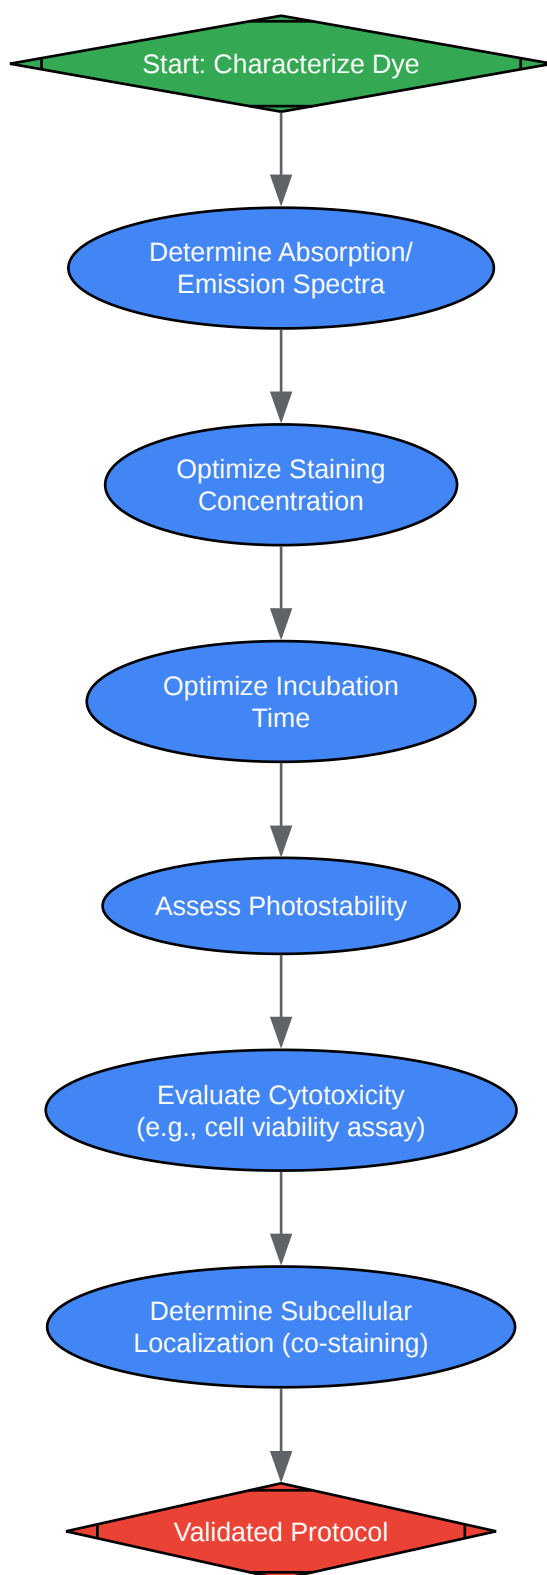 Start: Characterize Dye
Determine Absorption/
Emission Spectra
Optimize Staining
Concentration
Optimize Incubation
Time
Assess Photostability
Evaluate Cytotoxicity
(e.g., cell viability assay)
Determine Subcellular
Localization (co-staining)
Validated Protocol